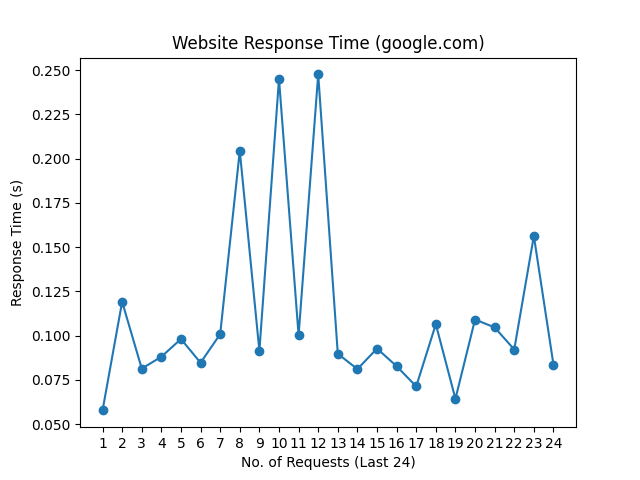 Website Response Time (google.com)
0.250
0.225
0.200
0.175
0.150
0.125
0.100
0.075
0.050
Response Time (s)
1 2 3 4 5 6 7 8 9 10 11 12 13 14 15 16 17 18 19 20 21 22 23 24
No. of Requests (Last 24)